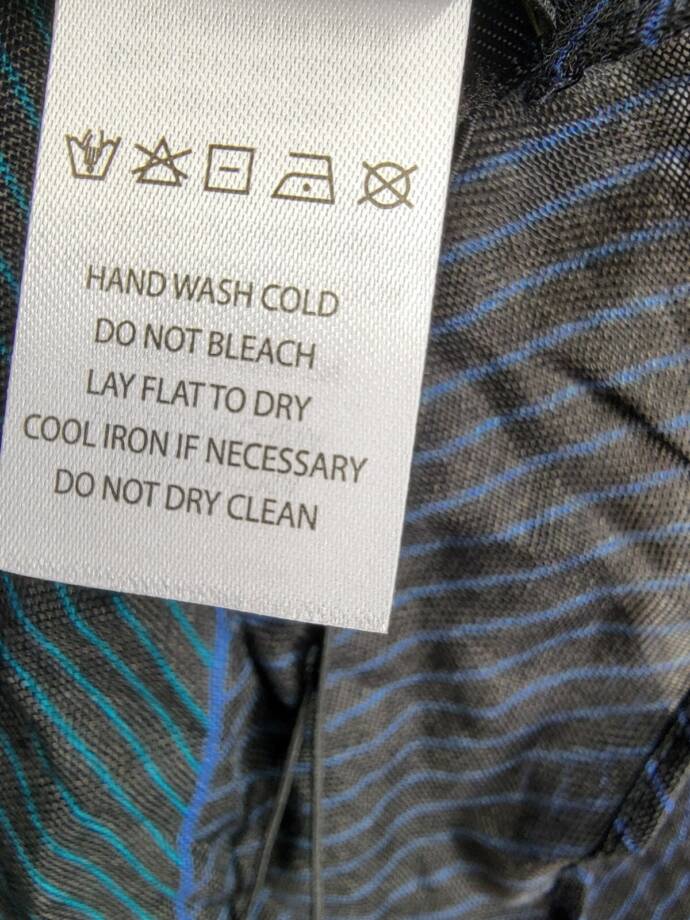 HAND WASH COLD
DO NOT BLEACH
LAY FLAT TO DRY
COOL IRON IF NECESSARY
DO NOT DRY CLEAN